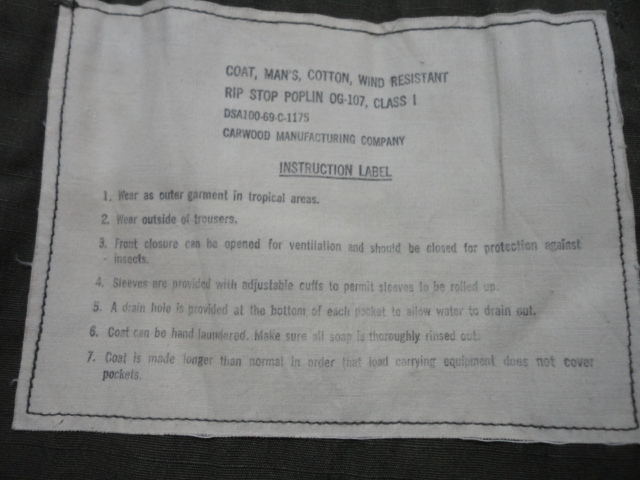 COAT, MAN'S, COTTON, WIND RESISTANT
RIP STOP POPLIN OG-107, CLASS 1
DSA100-69-C-1175
CARWOOD MANUFACTURING COMPANY
INSTRUCTION LABEL
1. Wear as outer garment in tropical areas.
2. Wear outside of trousers.
3. Front closure can be opened for ventilation and should be closed for protection against
insects.
4. Sleeves are provided with adjustable cuffs to permit sleeves to be rolled up.
5. A drain hole is provided at the bottom of each pocket to allow water to drain out.
6. Coat can be hand laundered. Make sure all soap is thoroughly rinsed out.
7. Coat is made longer than normal in order that load carrying equipment does not cover
pockets.